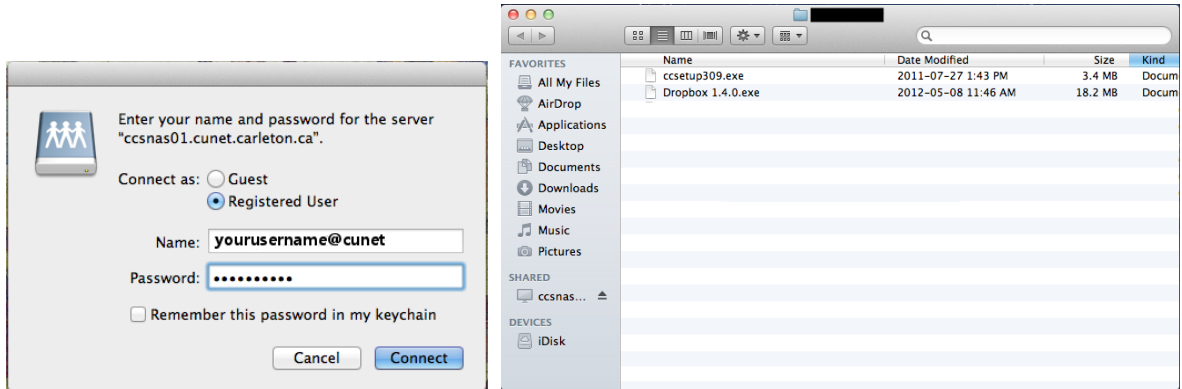 Enter your name and password for the server
"ccsnas01.cunet.carleton.ca".
Connect as: Guest
Registered User
Name: yourusername@cunet
Password: ••••••••••
Remember this password in my keychain
Cancel Connect
FAVORITES
All My Files
AirDrop
Applications
Desktop
Documents
Downloads
Movies
Music
Pictures
SHARED
ccsnas...
DEVICES
iDisk
Name Date Modified Size Kind
ccsetup309.exe 2011-07-27 1:43 PM 3.4 MB Docum
Dropbox 1.4.0.exe 2012-05-08 11:46 AM 18.2 MB Docum